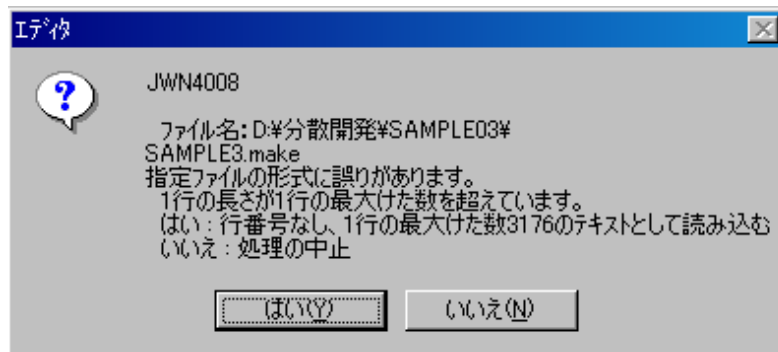 エディタ
JWN4008
ファイル名：D:¥分散開発¥SAMPLE03¥
SAMPLE3.make
指定ファイルの形式に誤りがあります。
1行の長さが1行の最大けた数を超えています。
はい：行番号なし、1行の最大けた数3176のテキストとして読み込む
いいえ：処理の中止
はい(Y) いいえ(N)